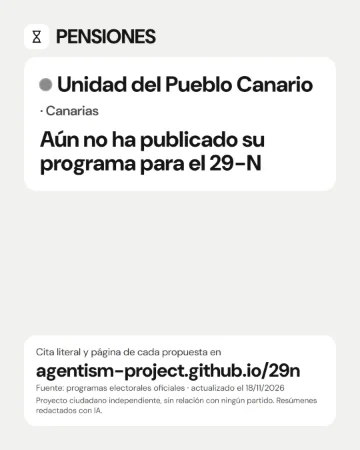 PENSIONES
Unidad del Pueblo Canario
· Canarias
Aún no ha publicado su
programa para el 29-N
Cita literal y página de cada propuesta en
agentism-project.github.io/29n
Fuente: programas electorales oficiales · actualizado el 18/11/2026
Proyecto ciudadano independiente, sin relación con ningún partido. Resúmenes
redactados con IA.